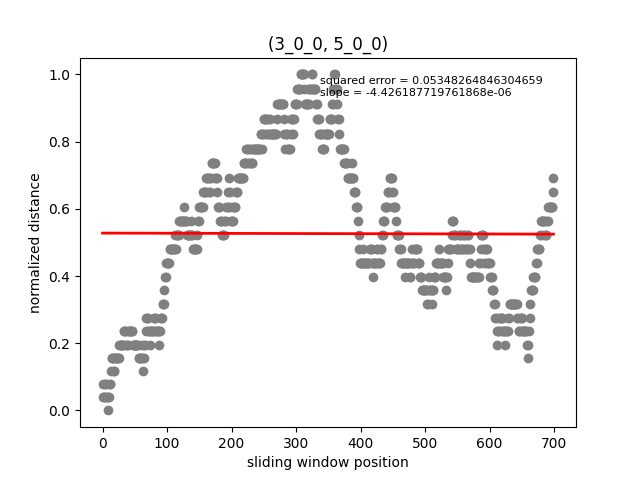 (3_0_0, 5_0_0)
squared error = 0.05348264846304659
slope = -4.426187719761868e-06
normalized distance
1.0
0.8
0.6
0.4
0.2
0.0
0 100 200 300 400 500 600 700
sliding window position